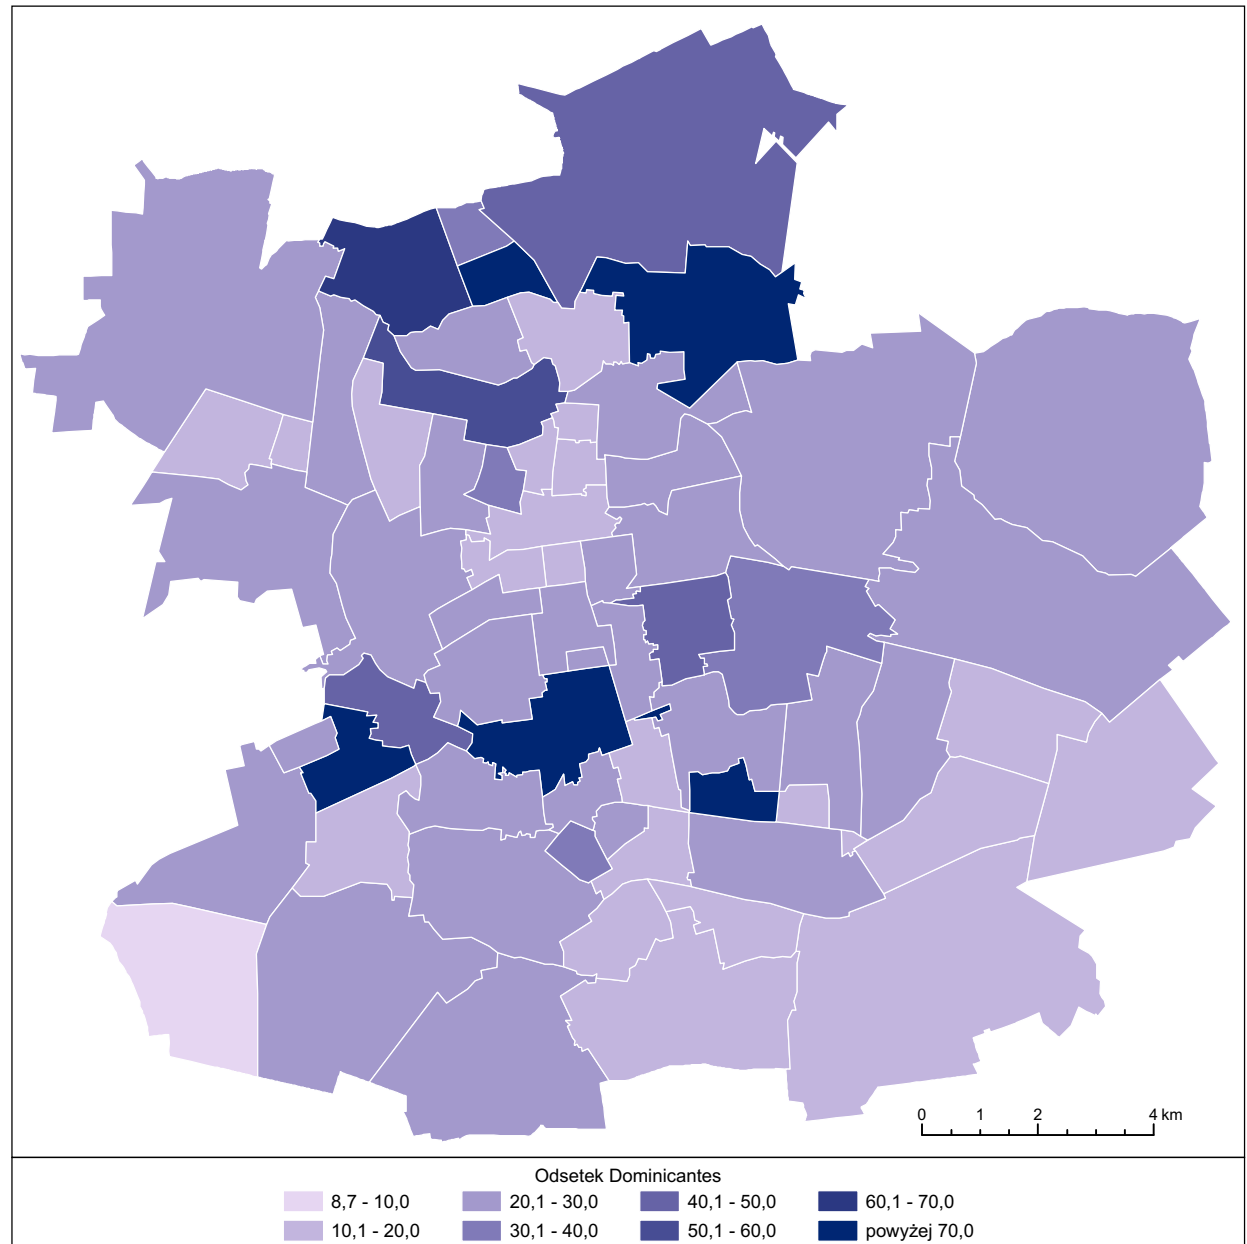 0 1 2 4 km
Odsetek Dominicantes
8,7 - 10,0 20,1 - 30,0 40,1 - 50,0 60,1 - 70,0
10,1 - 20,0 30,1 - 40,0 50,1 - 60,0 powyżej 70,0